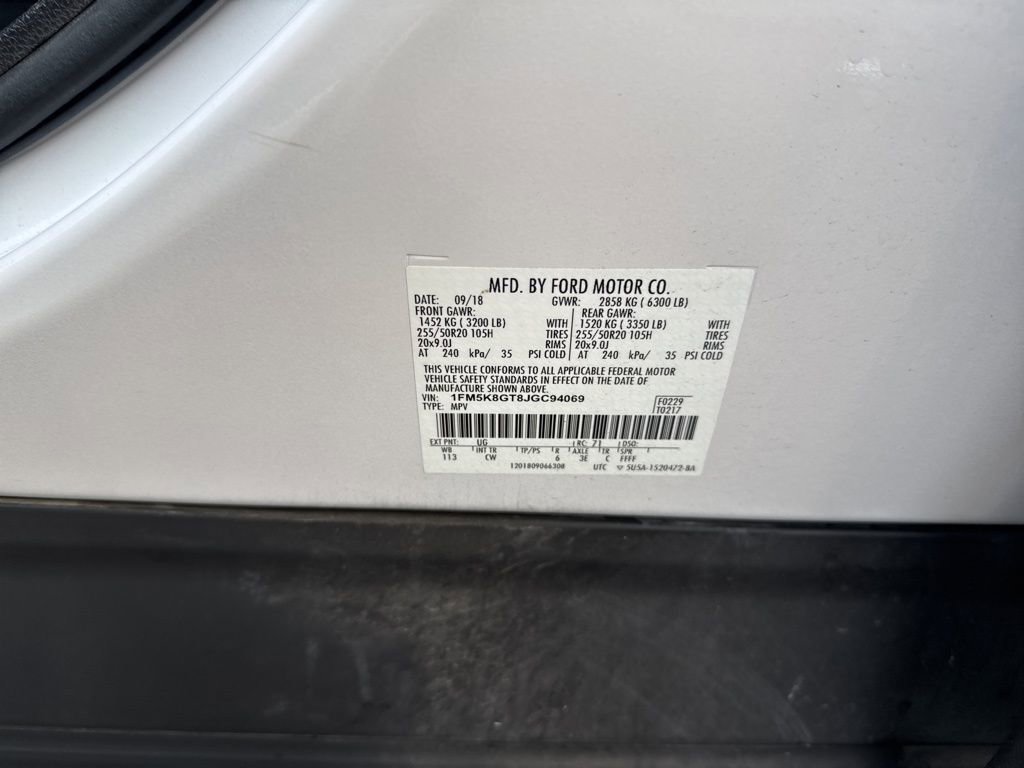 MFD. BY FORD MOTOR CO.
DATE: 09/18 GVWR: 2858 KG ( 6300 LB)
FRONT GAWR: REAR GAWR:
1452 KG ( 3200 LB) WITH 1520 KG ( 3350 LB) WITH
255/50R20 105H TIRES 255/50R20 105H TIRES
20x9.0J RIMS 20x9.0J RIMS
AT 240 kPa/ 35 PSI COLD AT 240 kPa/ 35 PSI COLD
THIS VEHICLE CONFORMS TO ALL APPLICABLE FEDERAL MOTOR
VEHICLE SAFETY STANDARDS IN EFFECT ON THE DATE OF
MANUFACTURE SHOWN ABOVE.
VIN: 1FM5K8GT8JGC94069 F0229
TYPE: MPV T0217
EXT PNT: UG RC: 71 DSO:
WB INT TR TP/PS R AXLE TR SPR
113 CW 6 3E C FFFF
1201809066308 UTC 5U5A-1520472-BA